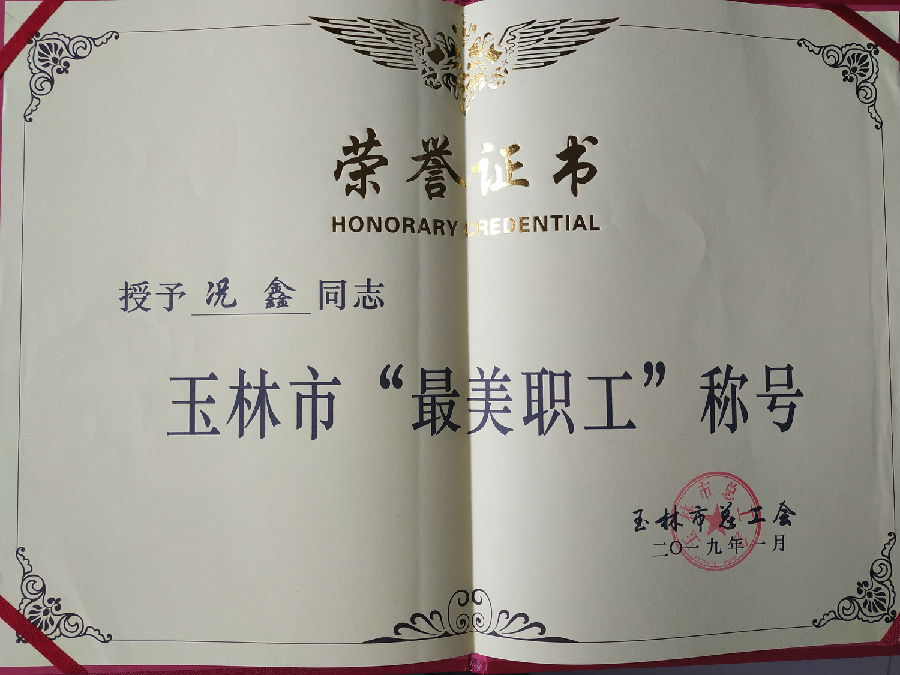 荣誉证书
HONORARY CREDENTIAL
授予况鑫同志
玉林市“最美职工”称号
玉林市总工会
二〇一九年一月